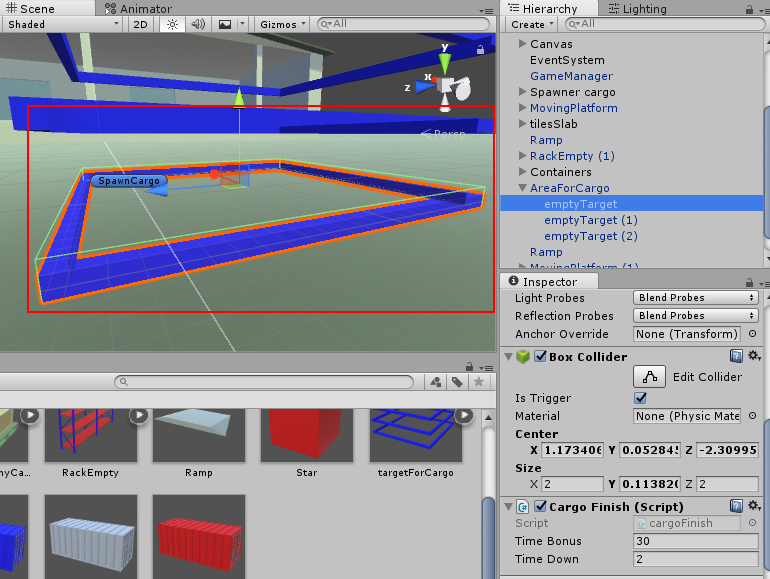 Scene
Animator
Shaded
2D
Gizmos
All
y
x
z
Persp
SpawnCargo
RackEmpty
Ramp
Star
targetForCargo
Hierarchy
Lighting
Create
All
Canvas
EventSystem
GameManager
Spawner cargo
MovingPlatform
tilesSlab
Ramp
RackEmpty (1)
Containers
AreaForCargo
emptyTarget
emptyTarget (1)
emptyTarget (2)
Ramp
MovingPlatform (1)
Inspector
Light Probes Blend Probes
Reflection Probes Blend Probes
Anchor Override None (Transform)
Box Collider
Edit Collider
Is Trigger
Material None (Physic Mate
Center
X 1.173406 Y 0.052845 Z -2.30995
Size
X 2 Y 0.113820 Z 2
Cargo Finish (Script)
Script cargoFinish
Time Bonus 30
Time Down 2